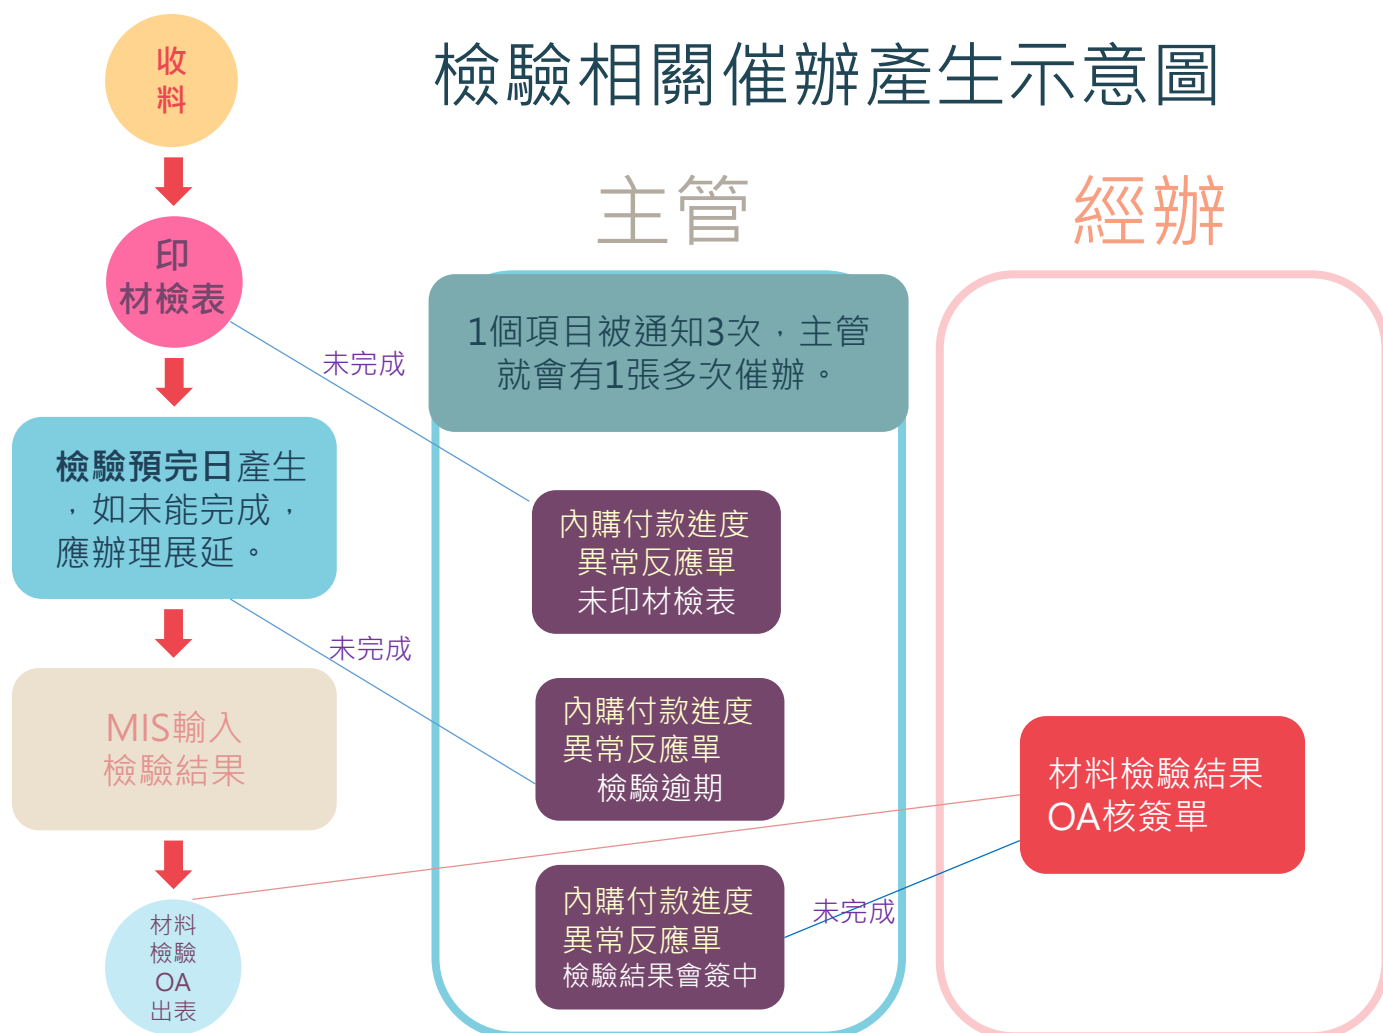 檢驗相關催辦產生示意圖
收
料
印
材檢表
檢驗預完日產生
，如未能完成，
應辦理展延。
MIS輸入
檢驗結果
材料
檢驗
OA
出表
未完成
未完成
主管
1個項目被通知3次，主管
就會有1張多次催辦。
內購付款進度
異常反應單
未印材檢表
內購付款進度
異常反應單
檢驗逾期
內購付款進度
異常反應單
檢驗結果會簽中
未完成
經辦
材料檢驗結果
OA核簽單